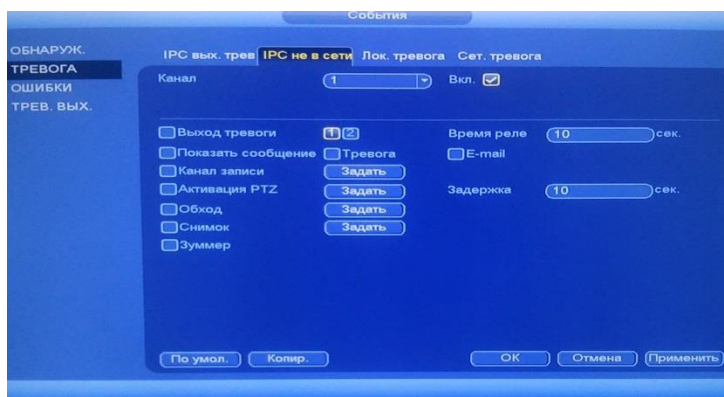 События
ОБНАРУЖ.
ТРЕВОГА
ОШИБКИ
ТРЕВ. ВЫХ.
IPC вых. трев IPC не в сети Лок. тревога Сет. тревога
Канал 1 Вкл.
Выход тревоги 1 2 Время реле 10 сек.
Показать сообщение Тревога E-mail
Канал записи Задать
Активация PTZ Задать Задержка 10 сек.
Обход Задать
Снимок Задать
Зуммер
По умол. Копир. ОК Отмена Применить